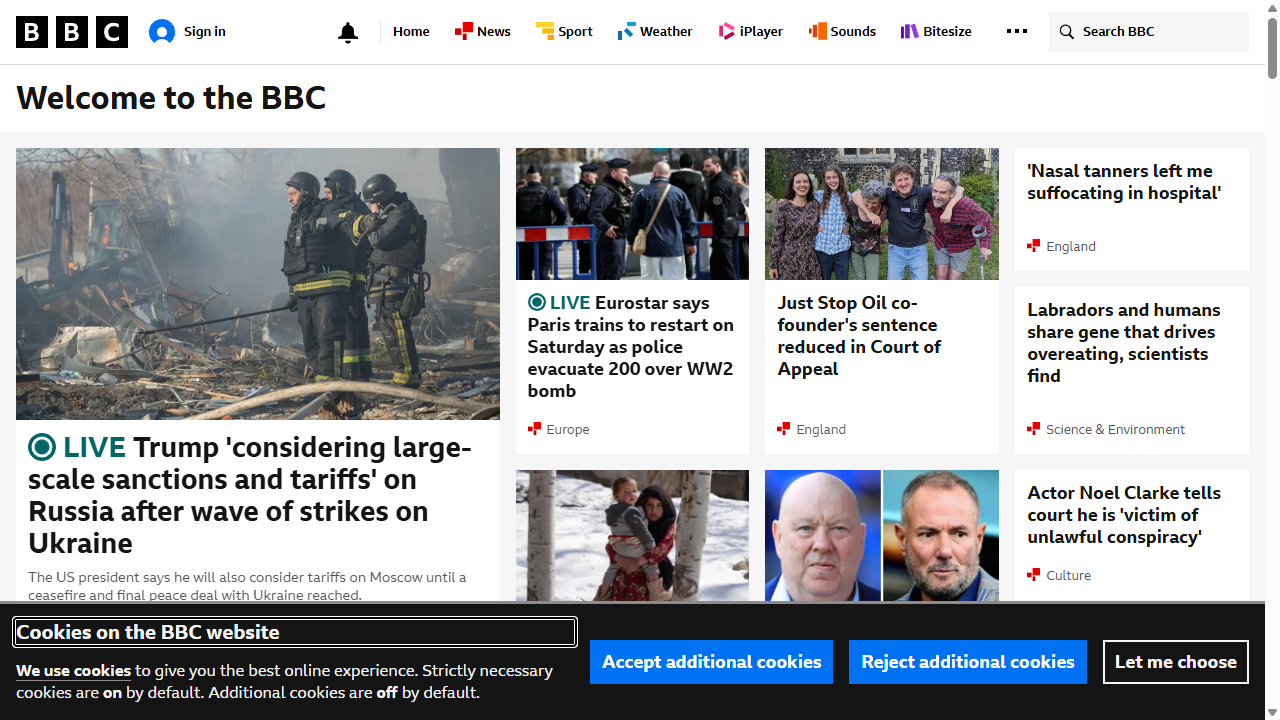 BBC
Sign in
Home
News
Sport
Weather
iPlayer
Sounds
Bitesize
Search BBC
Welcome to the BBC
LIVE Trump 'considering large-
scale sanctions and tariffs' on
Russia after wave of strikes on
Ukraine
The US president says he will also consider tariffs on Moscow until a
ceasefire and final peace deal with Ukraine reached.
LIVE Eurostar says
Paris trains to restart on
Saturday as police
evacuate 200 over WW2
bomb
Europe
Just Stop Oil co-
founder's sentence
reduced in Court of
Appeal
England
'Nasal tanners left me
suffocating in hospital'
England
Labradors and humans
share gene that drives
overeating, scientists
find
Science & Environment
Actor Noel Clarke tells
court he is 'victim of
unlawful conspiracy'
Culture
Cookies on the BBC website
We use cookies to give you the best online experience. Strictly necessary
cookies are on by default. Additional cookies are off by default.
Accept additional cookies
Reject additional cookies
Let me choose